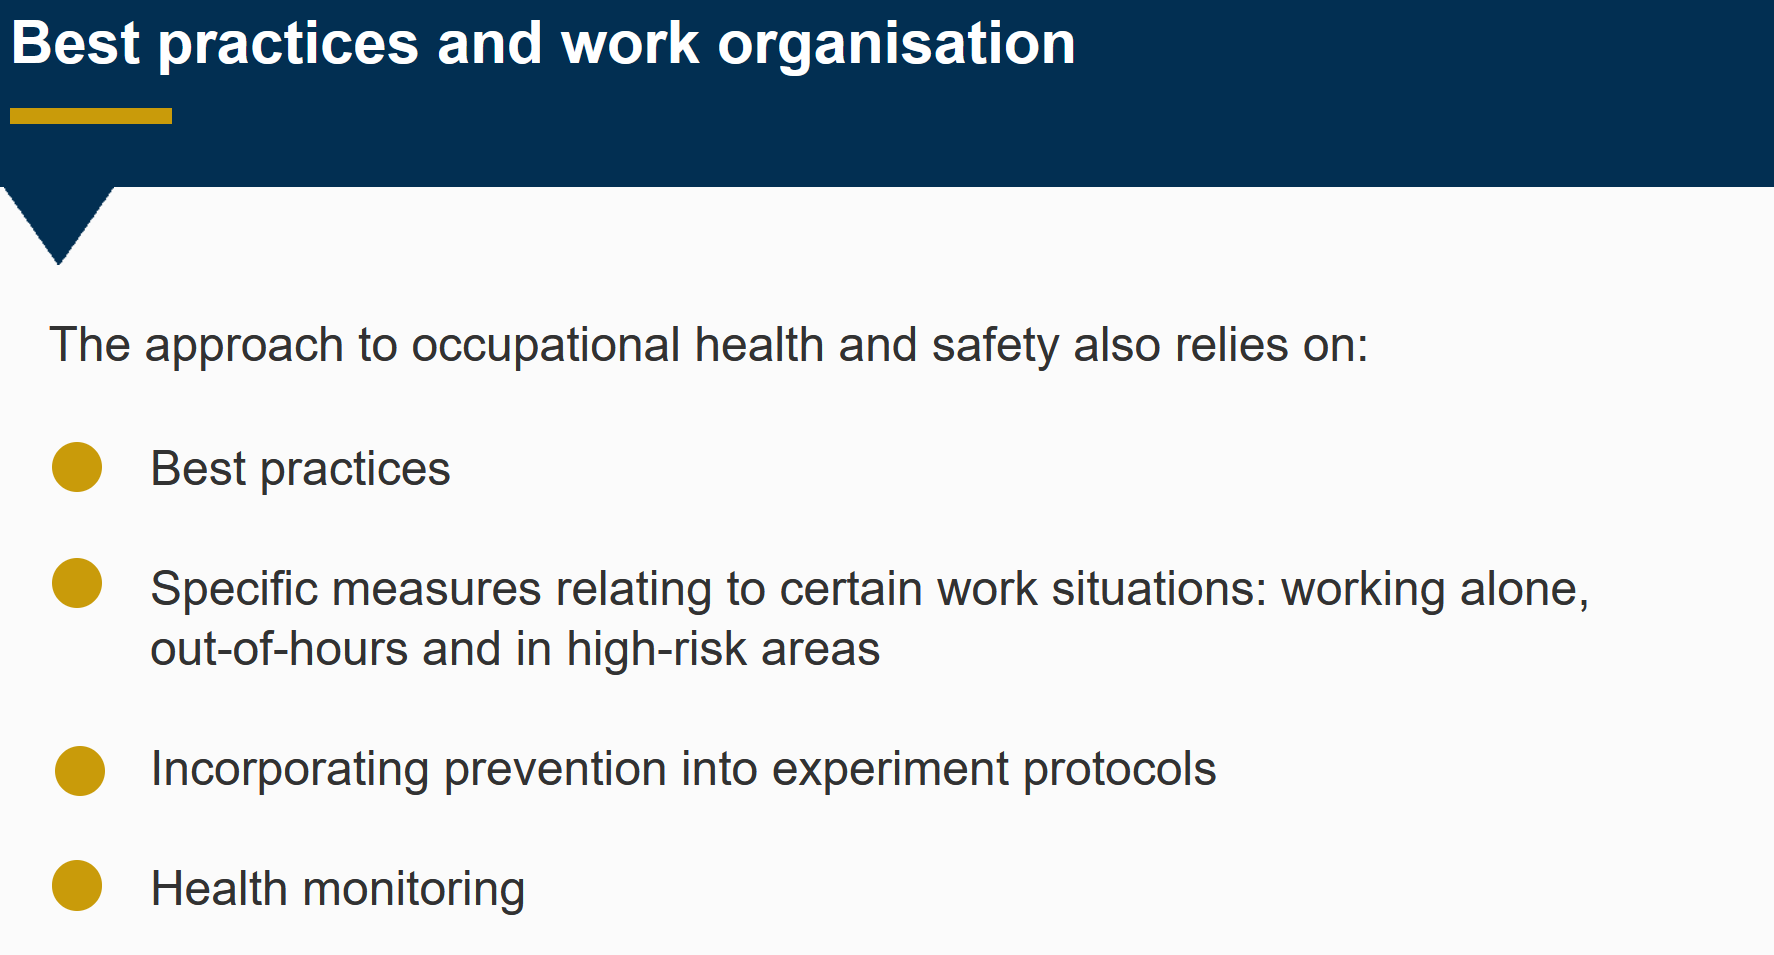 Best practices and work organisation
The approach to occupational health and safety also relies on:
Best practices
Specific measures relating to certain work situations: working alone,
out-of-hours and in high-risk areas
Incorporating prevention into experiment protocols
Health monitoring